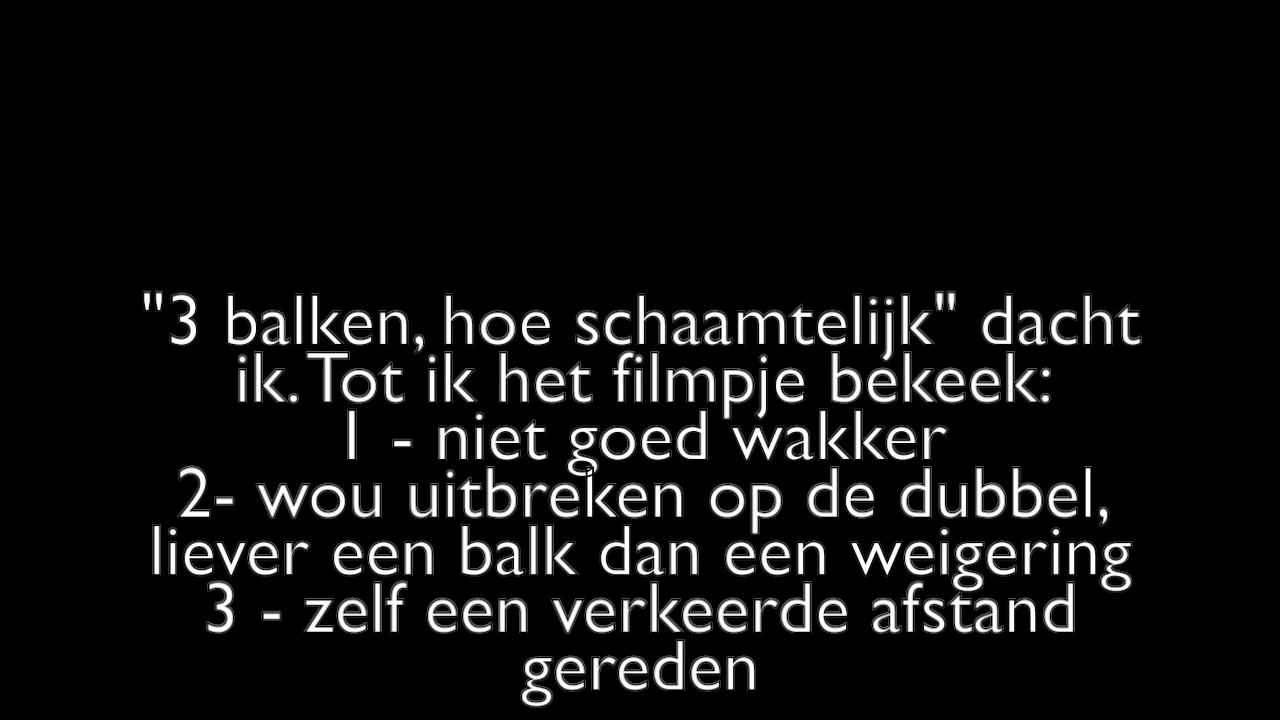 "3 balken, hoe schaamtelijk" dacht
ik. Tot ik het filmpje bekeek:
1 - niet goed wakker
2- wou uitbreken op de dubbel,
liever een balk dan een weigering
3 - zelf een verkeerde afstand
gereden